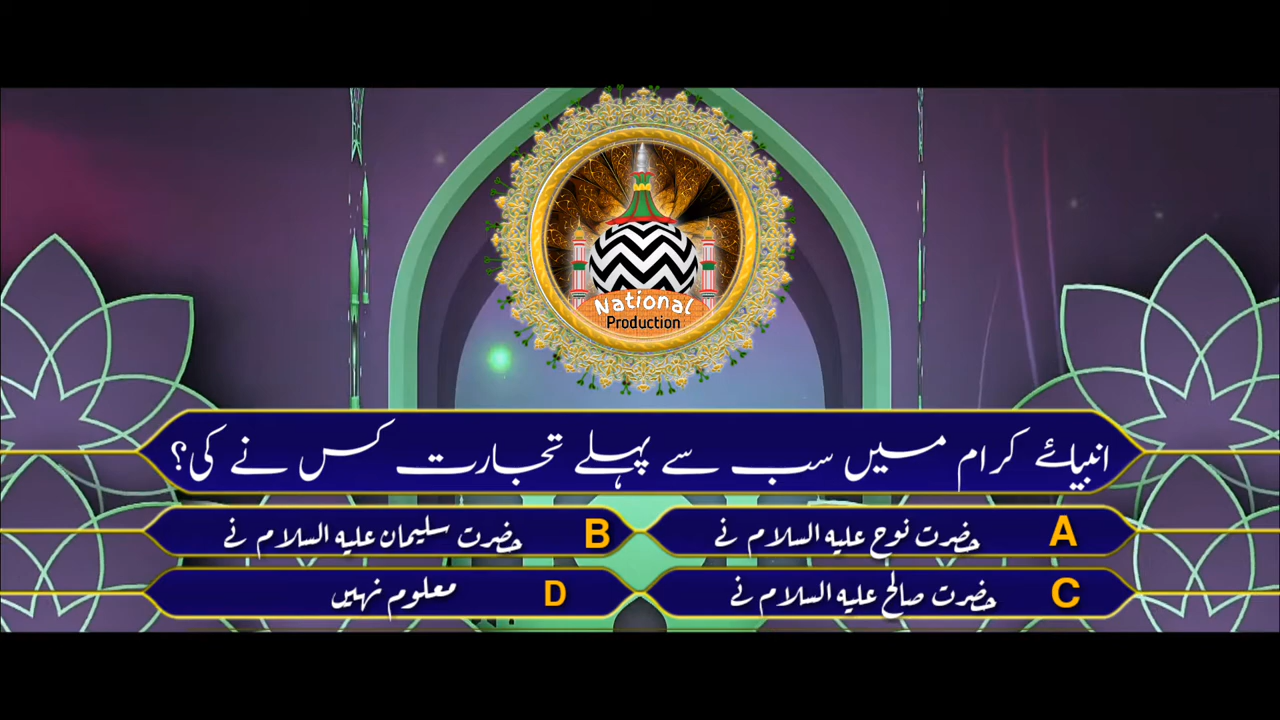 National
Production
انبیائے کرام میں سب سے پہلے تجارت کس نے کی؟
A حضرت نوح علیہ السلام نے
B حضرت سلیمان علیہ السلام نے
C حضرت صالح علیہ السلام نے
D معلوم نہیں